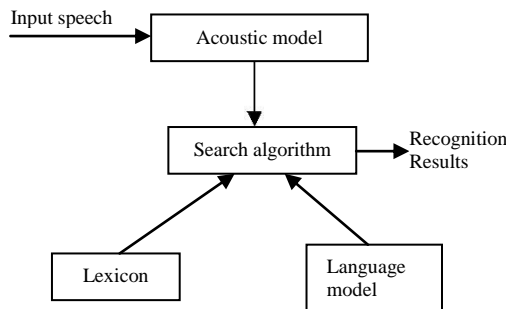 Input speech
Acoustic model
Search algorithm
Recognition
Results
Lexicon
Language
model